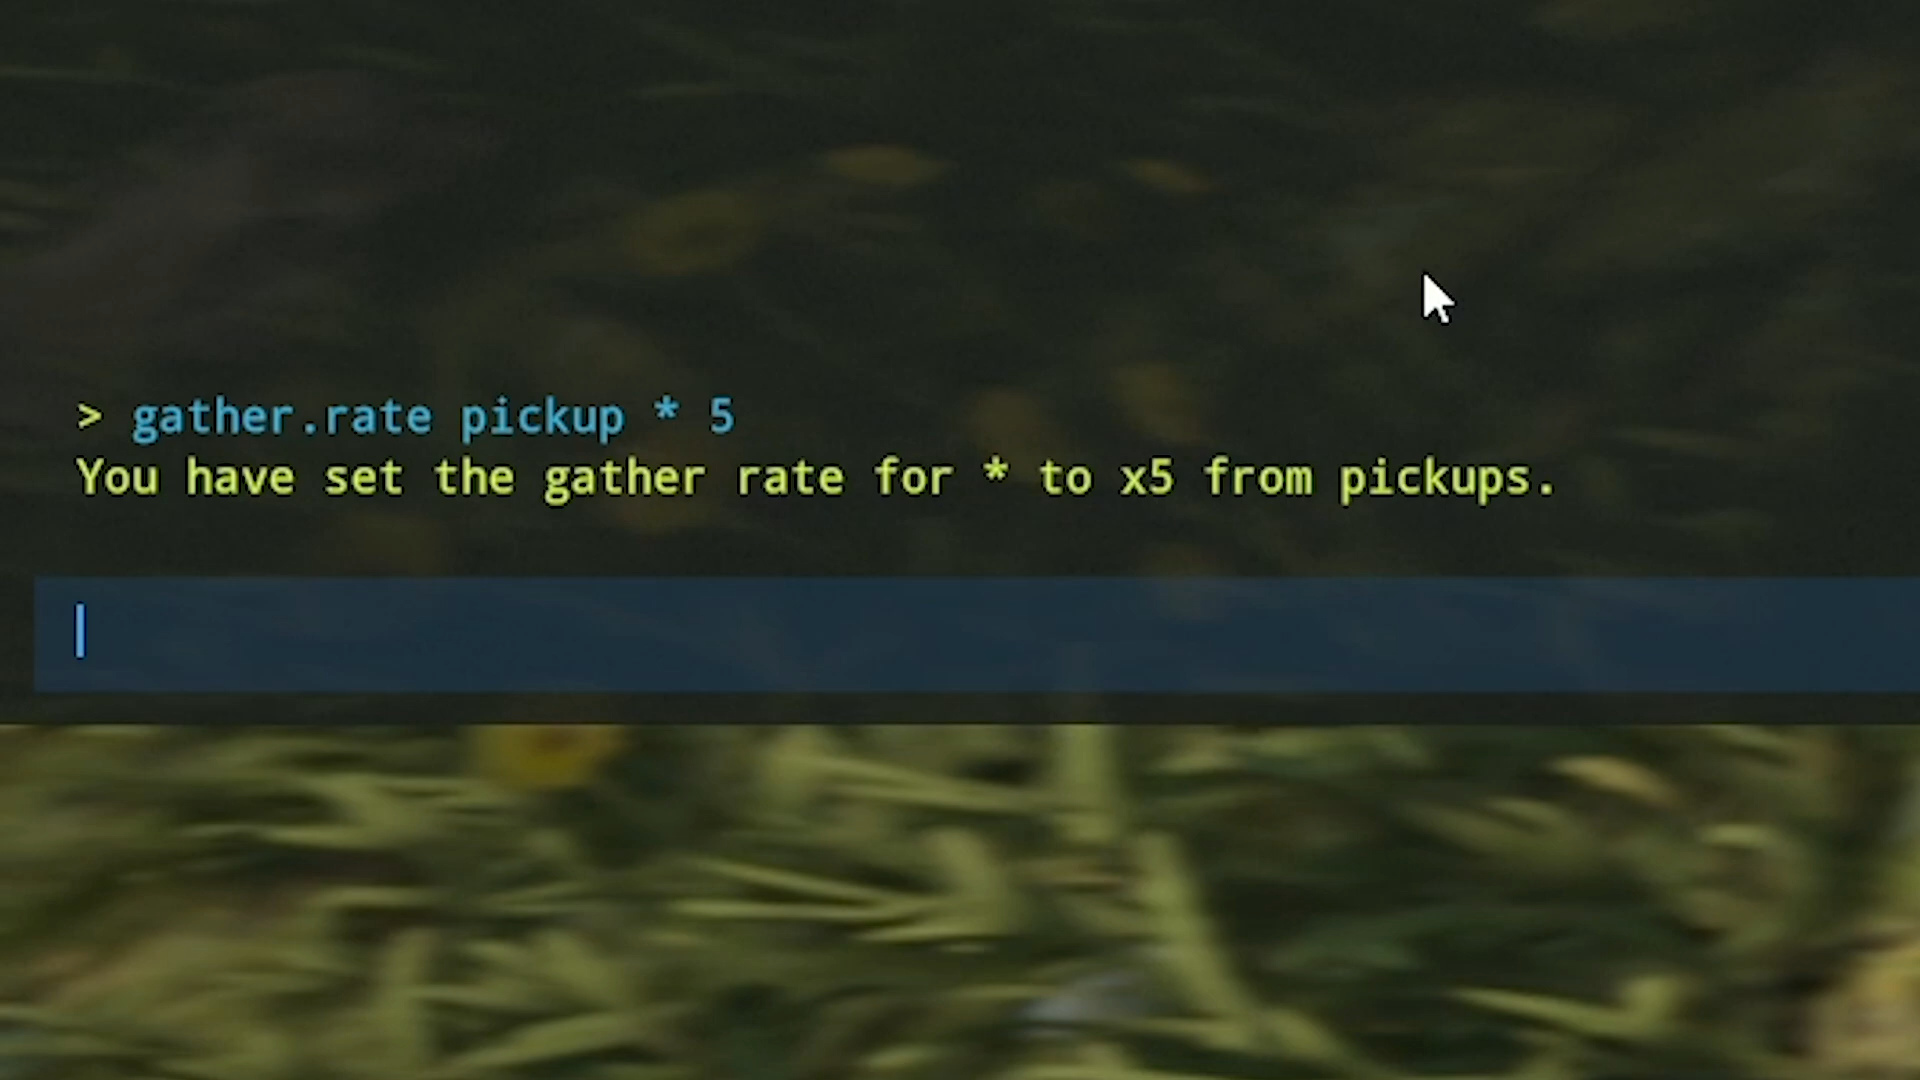 > gather.rate pickup * 5
You have set the gather rate for * to x5 from pickups.